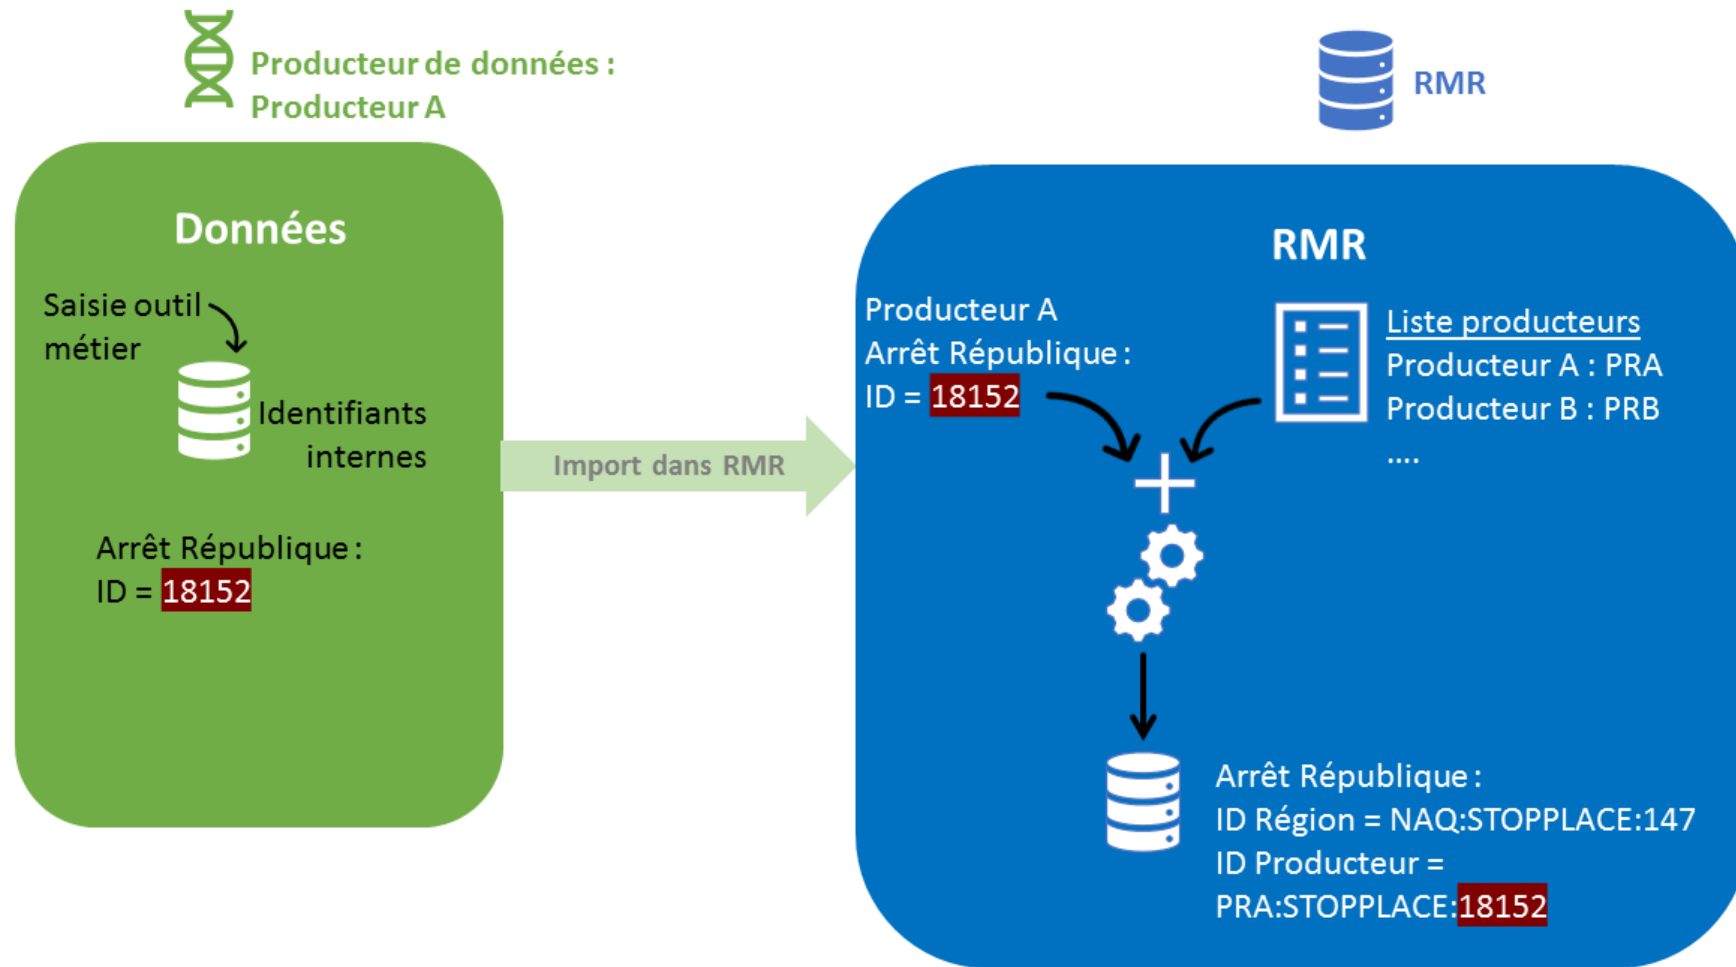 Producteur de données :
Producteur A
RMR
Données
Saisie outil
métier
Identifiants
internes
Arrêt République :
ID = 18152
Import dans RMR
RMR
Producteur A
Arrêt République :
ID = 18152
Liste producteurs
Producteur A : PRA
Producteur B : PRB
....
Arrêt République :
ID Région = NAQ:STOPPLACE:147
ID Producteur =
PRA:STOPPLACE:18152